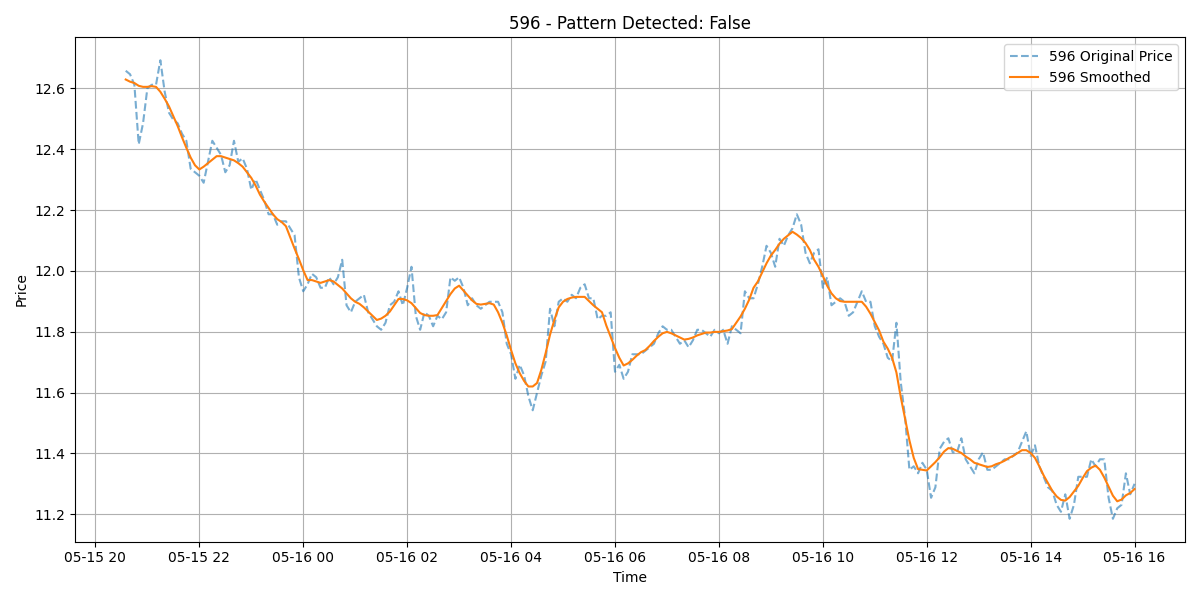 596 - Pattern Detected: False
596 Original Price
596 Smoothed
Price
12.6
12.4
12.2
12.0
11.8
11.6
11.4
11.2
05-15 20 05-15 22 05-16 00 05-16 02 05-16 04 05-16 06 05-16 08 05-16 10 05-16 12 05-16 14 05-16 16
Time